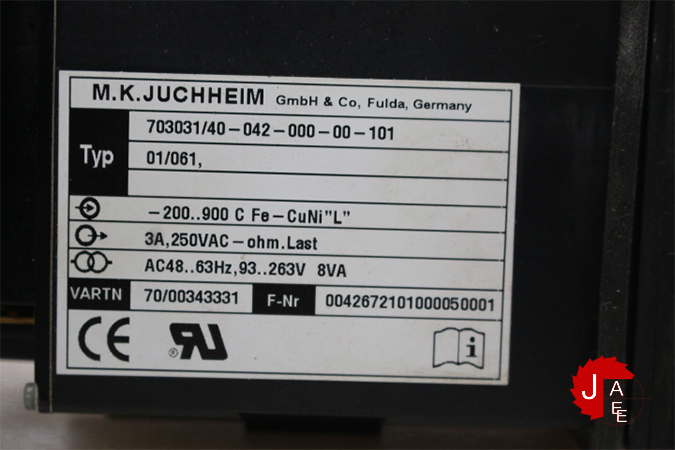 M.K.JUCHHEIM GmbH & Co, Fulda, Germany
Typ
703031/40-042-000-00-101
01/061,
-200..900 C Fe-CuNi"L"
3A,250VAC-ohm.Last
AC48..63Hz,93..263V 8VA
VARTN 70/00343331 F-Nr 0042672101000050001
CE ® RU i
J
A
E
E